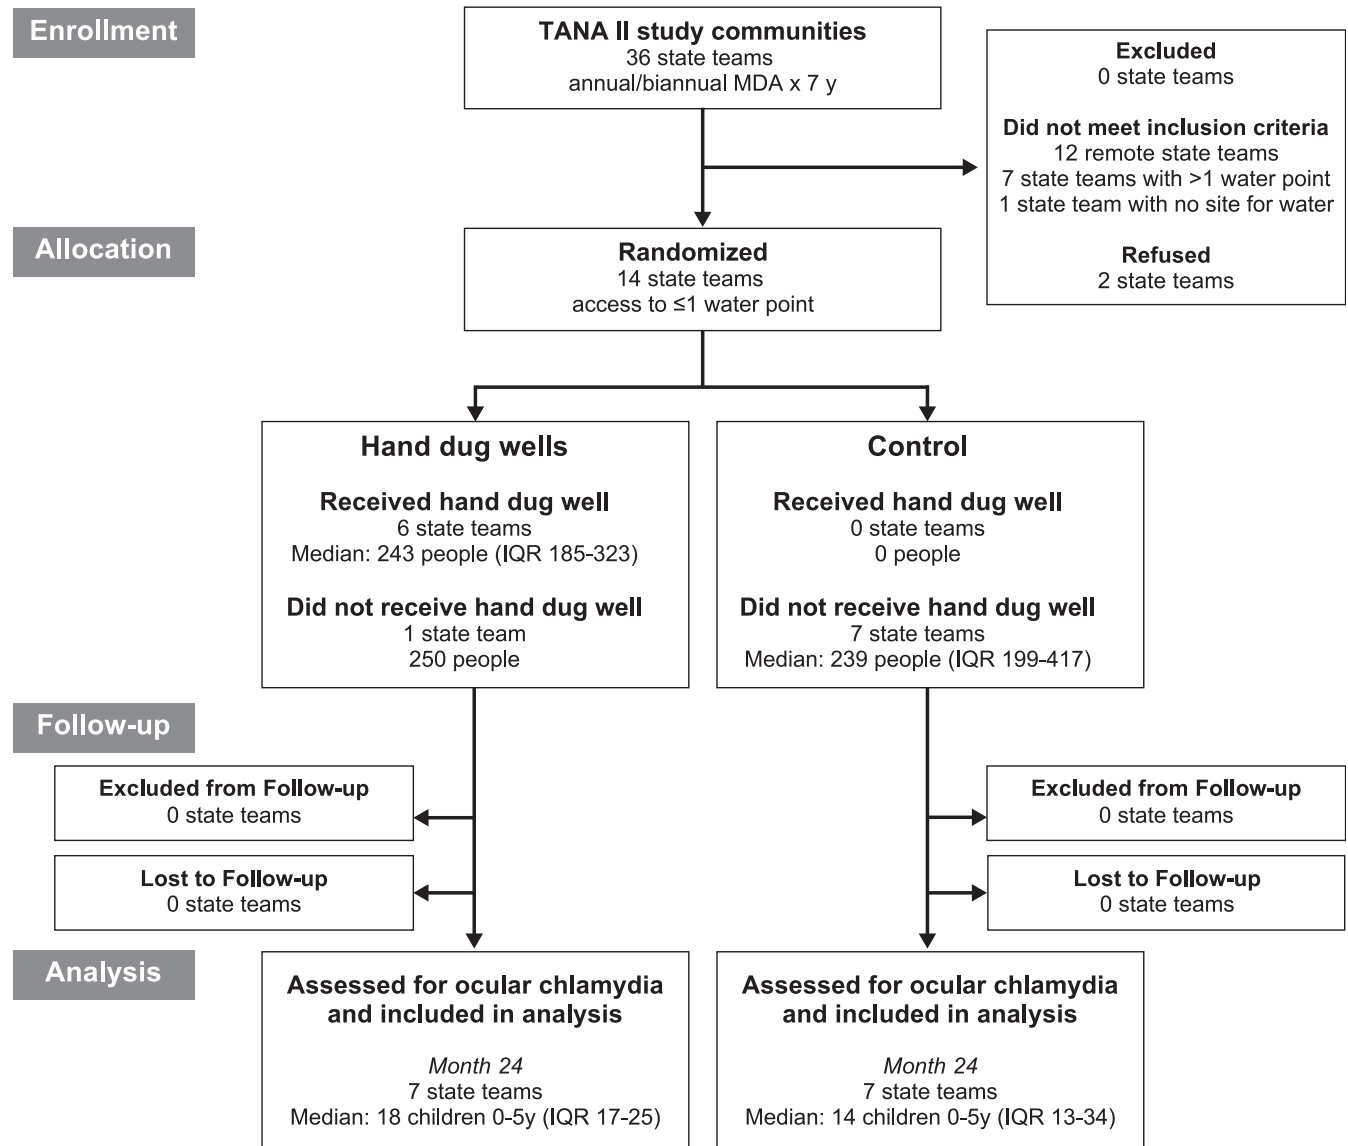 Enrollment
TANA II study communities
36 state teams
annual/biannual MDA x 7 y
Excluded
0 state teams
Did not meet inclusion criteria
12 remote state teams
7 state teams with >1 water point
1 state team with no site for water
Refused
2 state teams
Allocation
Randomized
14 state teams
access to ≤1 water point
Hand dug wells
Received hand dug well
6 state teams
Median: 243 people (IQR 185-323)
Did not receive hand dug well
1 state team
250 people
Control
Received hand dug well
0 state teams
0 people
Did not receive hand dug well
7 state teams
Median: 239 people (IQR 199-417)
Follow-up
Excluded from Follow-up
0 state teams
Excluded from Follow-up
0 state teams
Lost to Follow-up
0 state teams
Lost to Follow-up
0 state teams
Analysis
Assessed for ocular chlamydia
and included in analysis
Month 24
7 state teams
Median: 18 children 0-5y (IQR 17-25)
Assessed for ocular chlamydia
and included in analysis
Month 24
7 state teams
Median: 14 children 0-5y (IQR 13-34)